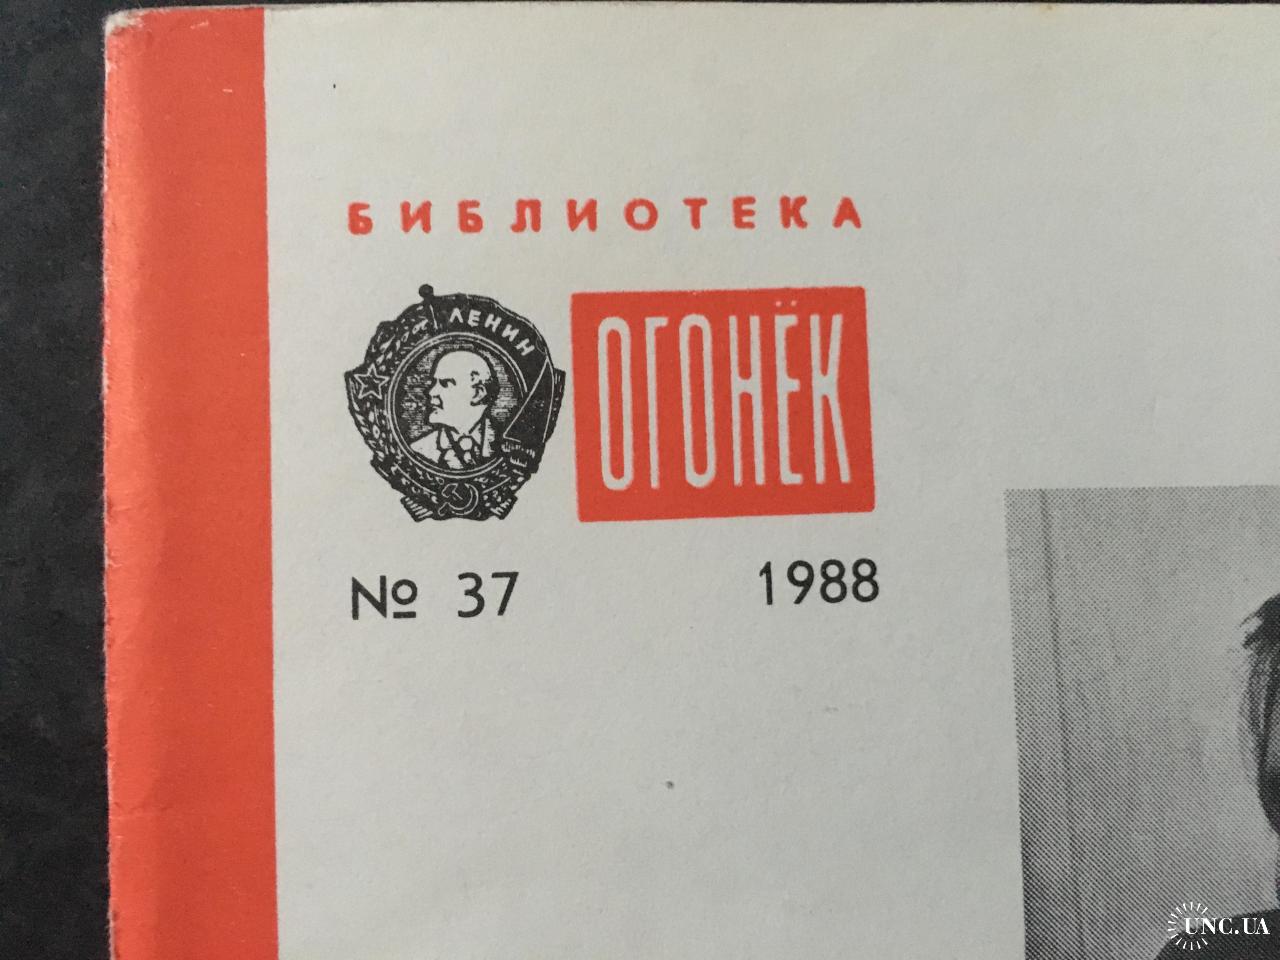 БИБЛИОТЕКА
ЛЕНИН
ОГОНЁК
№ 37 1988
UNC.UA